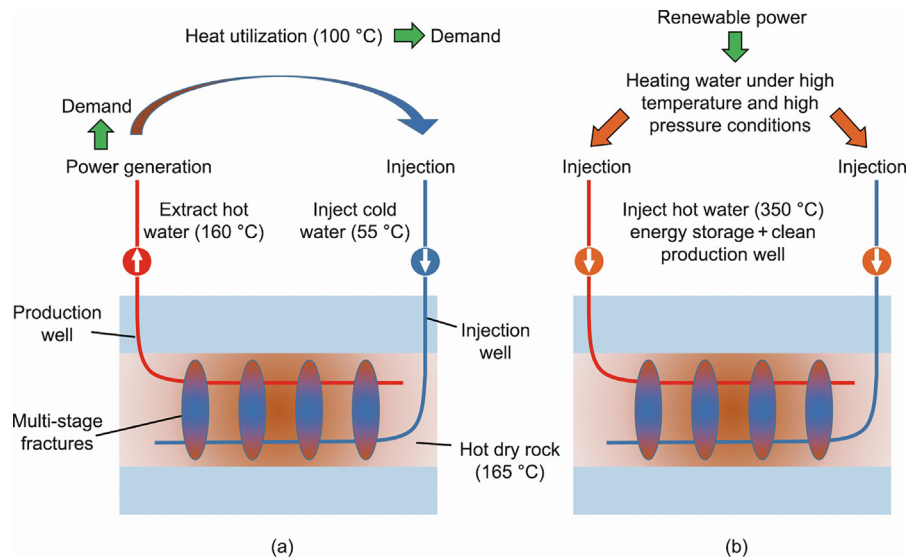 Heat utilization (100 °C) Demand
Demand
Power generation
Injection
Extract hot
water (160 °C)
Inject cold
water (55 °C)
Production
well
Injection
well
Multi-stage
fractures
Hot dry rock
(165 °C)
(a)
Renewable power
Heating water under high
temperature and high
pressure conditions
Injection
Injection
Inject hot water (350 °C)
energy storage + clean
production well
(b)